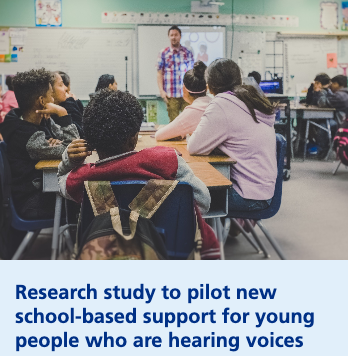 Research study to pilot new
school-based support for young
people who are hearing voices